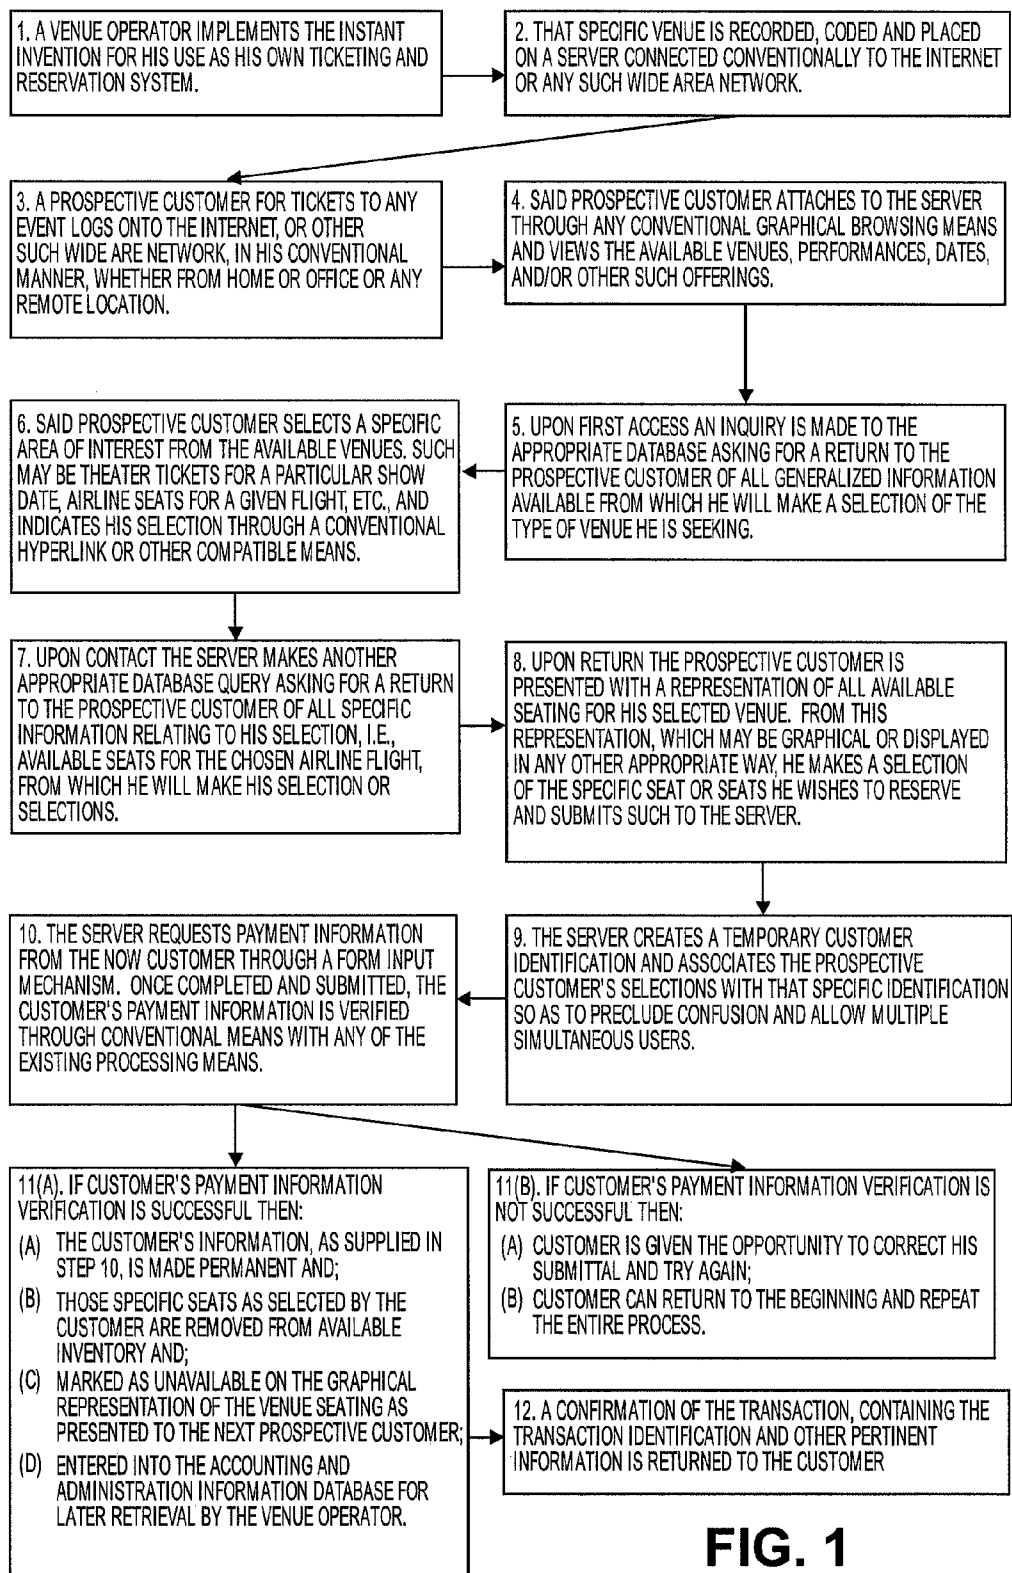 1. A VENUE OPERATOR IMPLEMENTS THE INSTANT
INVENTION FOR HIS USE AS HIS OWN TICKETING AND
RESERVATION SYSTEM.
2. THAT SPECIFIC VENUE IS RECORDED, CODED AND PLACED
ON A SERVER CONNECTED CONVENTIONALLY TO THE INTERNET
OR ANY SUCH WIDE AREA NETWORK.
3. A PROSPECTIVE CUSTOMER FOR TICKETS TO ANY
EVENT LOGS ONTO THE INTERNET, OR OTHER
SUCH WIDE ARE NETWORK, IN HIS CONVENTIONAL
MANNER, WHETHER FROM HOME OR OFFICE OR ANY
REMOTE LOCATION.
4. SAID PROSPECTIVE CUSTOMER ATTACHES TO THE SERVER
THROUGH ANY CONVENTIONAL GRAPHICAL BROWSING MEANS
AND VIEWS THE AVAILABLE VENUES, PERFORMANCES, DATES,
AND/OR OTHER SUCH OFFERINGS.
5. UPON FIRST ACCESS AN INQUIRY IS MADE TO THE
APPROPRIATE DATABASE ASKING FOR A RETURN TO THE
PROSPECTIVE CUSTOMER OF ALL GENERALIZED INFORMATION
AVAILABLE FROM WHICH HE WILL MAKE A SELECTION OF THE
TYPE OF VENUE HE IS SEEKING.
6. SAID PROSPECTIVE CUSTOMER SELECTS A SPECIFIC
AREA OF INTEREST FROM THE AVAILABLE VENUES. SUCH
MAY BE THEATER TICKETS FOR A PARTICULAR SHOW
DATE, AIRLINE SEATS FOR A GIVEN FLIGHT, ETC., AND
INDICATES HIS SELECTION THROUGH A CONVENTIONAL
HYPERLINK OR OTHER COMPATIBLE MEANS.
7. UPON CONTACT THE SERVER MAKES ANOTHER
APPROPRIATE DATABASE QUERY ASKING FOR A RETURN
TO THE PROSPECTIVE CUSTOMER OF ALL SPECIFIC
INFORMATION RELATING TO HIS SELECTION, I.E.,
AVAILABLE SEATS FOR THE CHOSEN AIRLINE FLIGHT,
FROM WHICH HE WILL MAKE HIS SELECTION OR
SELECTIONS.
8. UPON RETURN THE PROSPECTIVE CUSTOMER IS
PRESENTED WITH A REPRESENTATION OF ALL AVAILABLE
SEATING FOR HIS SELECTED VENUE. FROM THIS
REPRESENTATION, WHICH MAY BE GRAPHICAL OR DISPLAYED
IN ANY OTHER APPROPRIATE WAY, HE MAKES A SELECTION
OF THE SPECIFIC SEAT OR SEATS HE WISHES TO RESERVE
AND SUBMITS SUCH TO THE SERVER.
9. THE SERVER CREATES A TEMPORARY CUSTOMER
IDENTIFICATION AND ASSOCIATES THE PROSPECTIVE
CUSTOMER'S SELECTIONS WITH THAT SPECIFIC IDENTIFICATION
SO AS TO PRECLUDE CONFUSION AND ALLOW MULTIPLE
SIMULTANEOUS USERS.
10. THE SERVER REQUESTS PAYMENT INFORMATION
FROM THE NOW CUSTOMER THROUGH A FORM INPUT
MECHANISM. ONCE COMPLETED AND SUBMITTED, THE
CUSTOMER'S PAYMENT INFORMATION IS VERIFIED
THROUGH CONVENTIONAL MEANS WITH ANY OF THE
EXISTING PROCESSING MEANS.
11(A). IF CUSTOMER'S PAYMENT INFORMATION
VERIFICATION IS SUCCESSFUL THEN:
(A) THE CUSTOMER'S INFORMATION, AS SUPPLIED IN
STEP 10, IS MADE PERMANENT AND;
(B) THOSE SPECIFIC SEATS AS SELECTED BY THE
CUSTOMER ARE REMOVED FROM AVAILABLE
INVENTORY AND;
(C) MARKED AS UNAVAILABLE ON THE GRAPHICAL
REPRESENTATION OF THE VENUE SEATING AS
PRESENTED TO THE NEXT PROSPECTIVE CUSTOMER;
(D) ENTERED INTO THE ACCOUNTING AND
ADMINISTRATION INFORMATION DATABASE FOR
LATER RETRIEVAL BY THE VENUE OPERATOR.
11(B). IF CUSTOMER'S PAYMENT INFORMATION VERIFICATION IS
NOT SUCCESSFUL THEN:
(A) CUSTOMER IS GIVEN THE OPPORTUNITY TO CORRECT HIS
SUBMITTAL AND TRY AGAIN;
(B) CUSTOMER CAN RETURN TO THE BEGINNING AND REPEAT
THE ENTIRE PROCESS.
12. A CONFIRMATION OF THE TRANSACTION, CONTAINING THE
TRANSACTION IDENTIFICATION AND OTHER PERTINENT
INFORMATION IS RETURNED TO THE CUSTOMER
FIG. 1